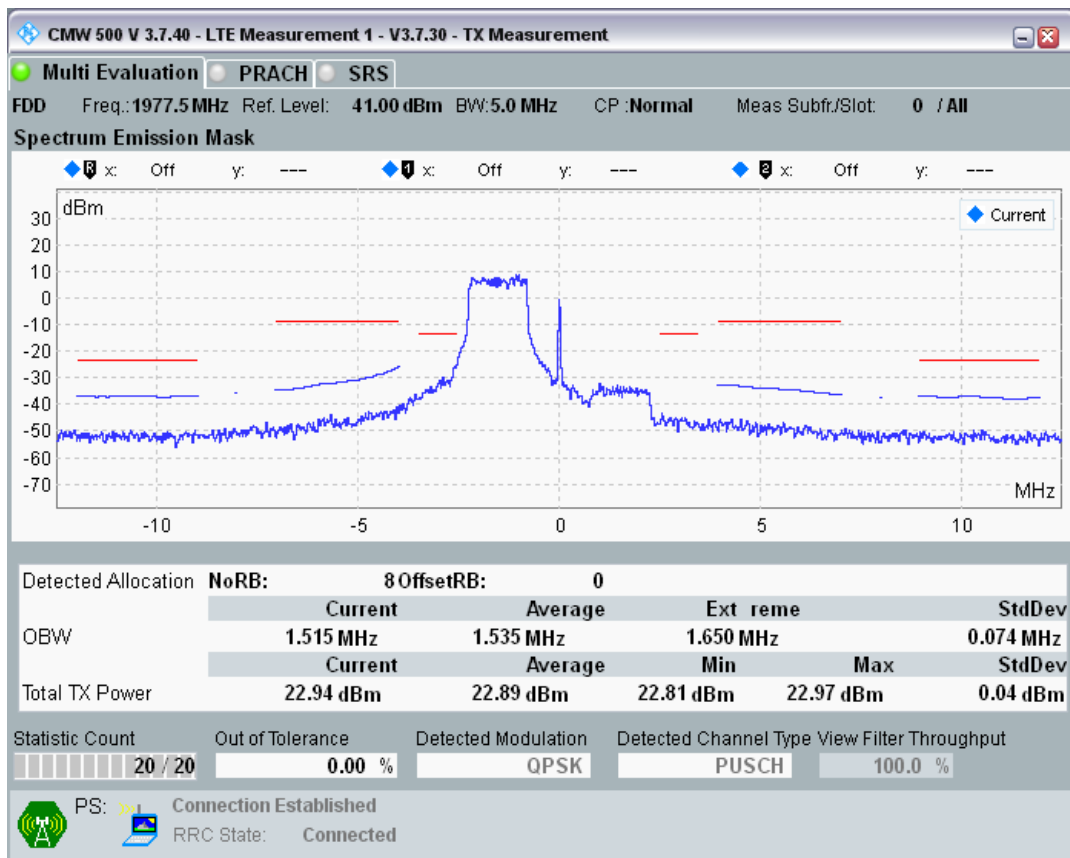 CMW 500 V 3.7.40 - LTE Measurement 1 - V3.7.30 - TX Measurement
Multi Evaluation PRACH SRS
FDD Freq.: 1977.5 MHz Ref. Level: 41.00 dBm BW: 5.0 MHz CP : Normal Meas Subfr./Slot: 0 / All
Spectrum Emission Mask
R x: Off y: --- 1 x: Off y: --- 2 x: Off y: ---
dBm
Current
30
20
10
0
-10
-20
-30
-40
-50
-60
-70
MHz
-10 -5 0 5 10
Detected Allocation NoRB: 8 OffsetRB: 0
Current Average Ext reme StdDev
OBW 1.515 MHz 1.535 MHz 1.650 MHz 0.074 MHz
Current Average Min Max StdDev
Total TX Power 22.94 dBm 22.89 dBm 22.81 dBm 22.97 dBm 0.04 dBm
Statistic Count Out of Tolerance Detected Modulation Detected Channel Type View Filter Throughput
20 / 20 0.00 % QPSK PUSCH 100.0 %
PS: Connection Established
RRC State: Connected